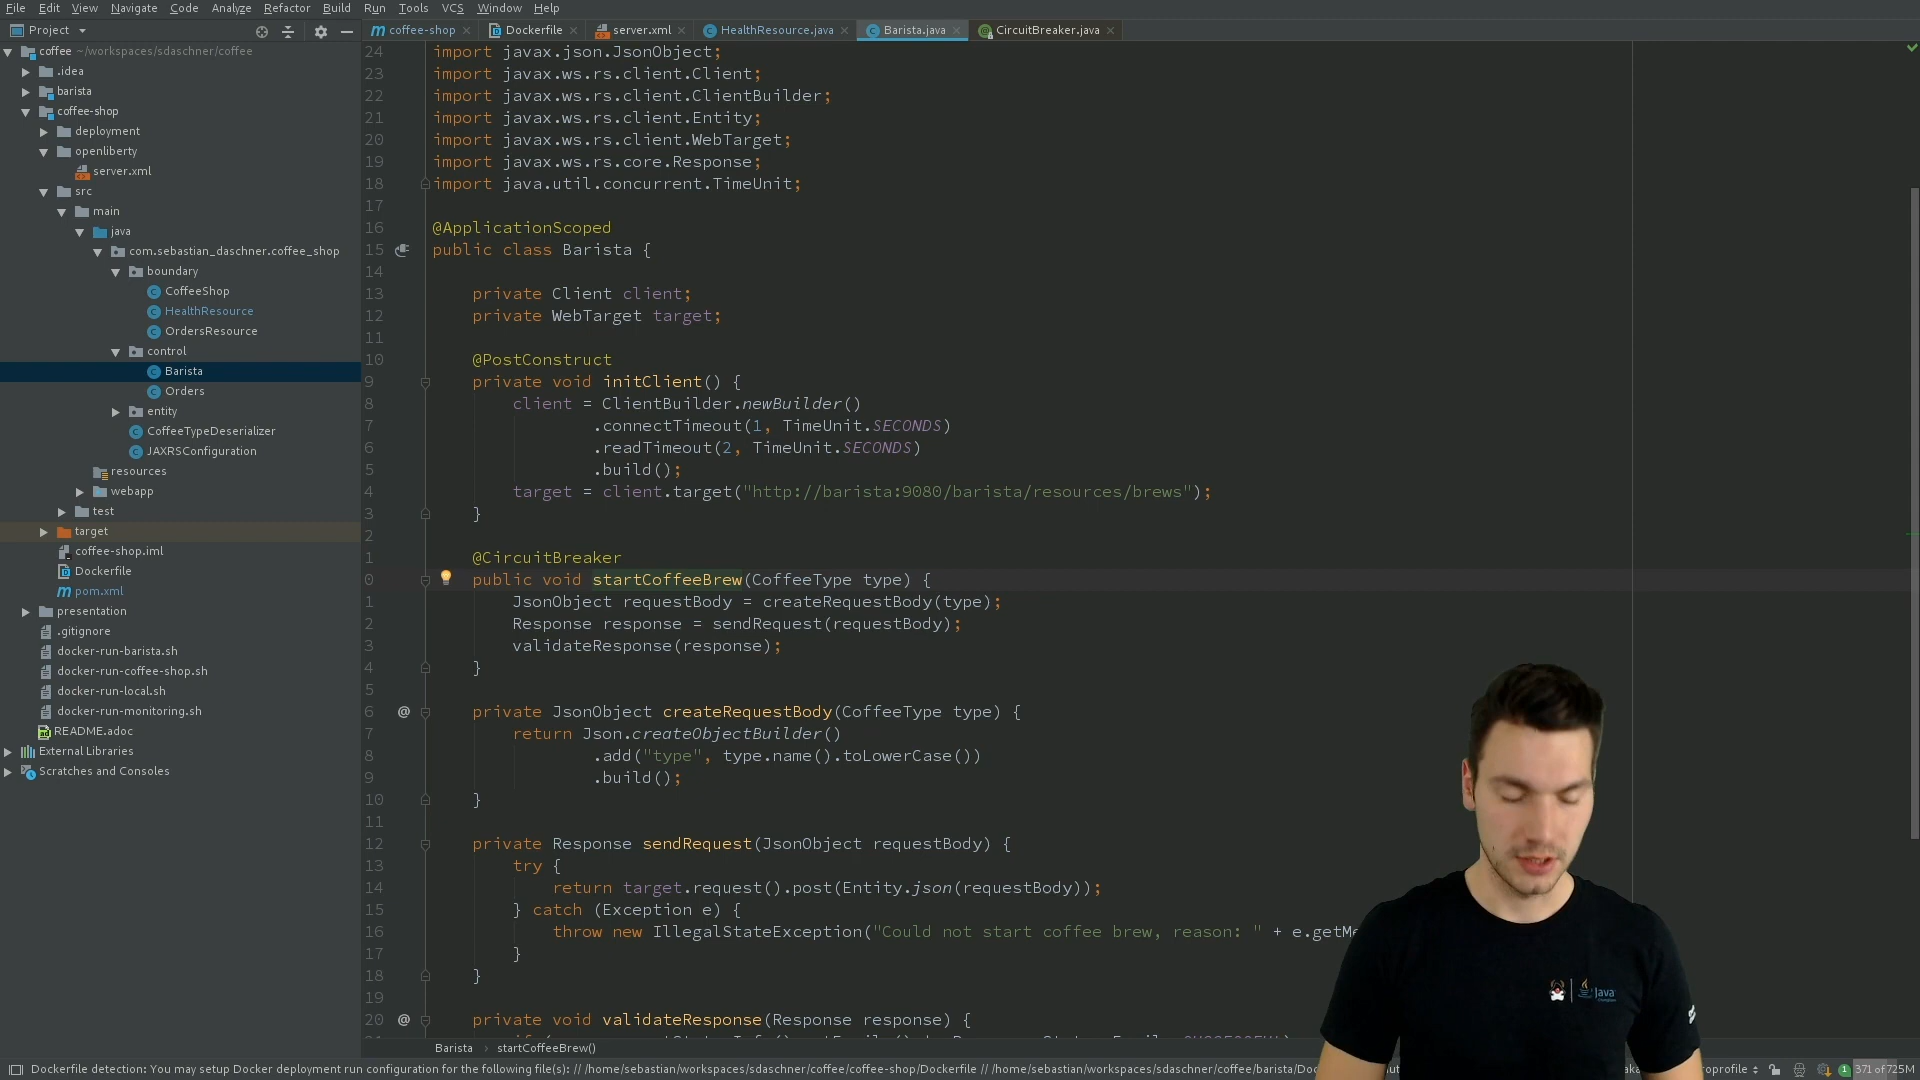 File Edit View Navigate Code Analyze Refactor Build Run Tools VCS Window Help
Project
coffee-shop Dockerfile server.xml HealthResource.java Barista.java CircuitBreaker.java
coffee ~/workspaces/sdaschner/coffee
.idea
barista
coffee-shop
deployment
openliberty
server.xml
src
main
java
com.sebastian_daschner.coffee_shop
boundary
CoffeeShop
HealthResource
OrdersResource
control
Barista
Orders
entity
CoffeeTypeDeserializer
JAXRSConfiguration
resources
webapp
test
target
coffee-shop.iml
Dockerfile
pom.xml
presentation
.gitignore
docker-run-barista.sh
docker-run-coffee-shop.sh
docker-run-local.sh
docker-run-monitoring.sh
README.adoc
External Libraries
Scratches and Consoles
24 import javax.json.JsonObject;
23 import javax.ws.rs.client.Client;
22 import javax.ws.rs.client.ClientBuilder;
21 import javax.ws.rs.client.Entity;
20 import javax.ws.rs.client.WebTarget;
19 import javax.ws.rs.core.Response;
18 import java.util.concurrent.TimeUnit;
17
16 @ApplicationScoped
15 public class Barista {
14
13 private Client client;
12 private WebTarget target;
11
10 @PostConstruct
9 private void initClient() {
8 client = ClientBuilder.newBuilder()
7 .connectTimeout(1, TimeUnit.SECONDS)
6 .readTimeout(2, TimeUnit.SECONDS)
5 .build();
4 target = client.target("http://barista:9080/barista/resources/brews");
3 }
2
1 @CircuitBreaker
0 public void startCoffeeBrew(CoffeeType type) {
1 JsonObject requestBody = createRequestBody(type);
2 Response response = sendRequest(requestBody);
3 validateResponse(response);
4 }
5
6 private JsonObject createRequestBody(CoffeeType type) {
7 return Json.createObjectBuilder()
8 .add("type", type.name().toLowerCase())
9 .build();
10 }
11
12 private Response sendRequest(JsonObject requestBody) {
13 try {
14 return target.request().post(Entity.json(requestBody));
15 } catch (Exception e) {
16 throw new IllegalStateException("Could not start coffee brew, reason: " + e.getMe
17 }
18 }
19
20 private void validateResponse(Response response) {
Barista › startCoffeeBrew()
Java
Dockerfile detection: You may setup Docker deployment run configuration for the following file(s): // /home/sebastian/workspaces/sdaschner/coffee/coffee-shop/Dockerfile // /home/sebastian/workspaces/sdaschner/coffee/barista/Do
1 371 of 725M